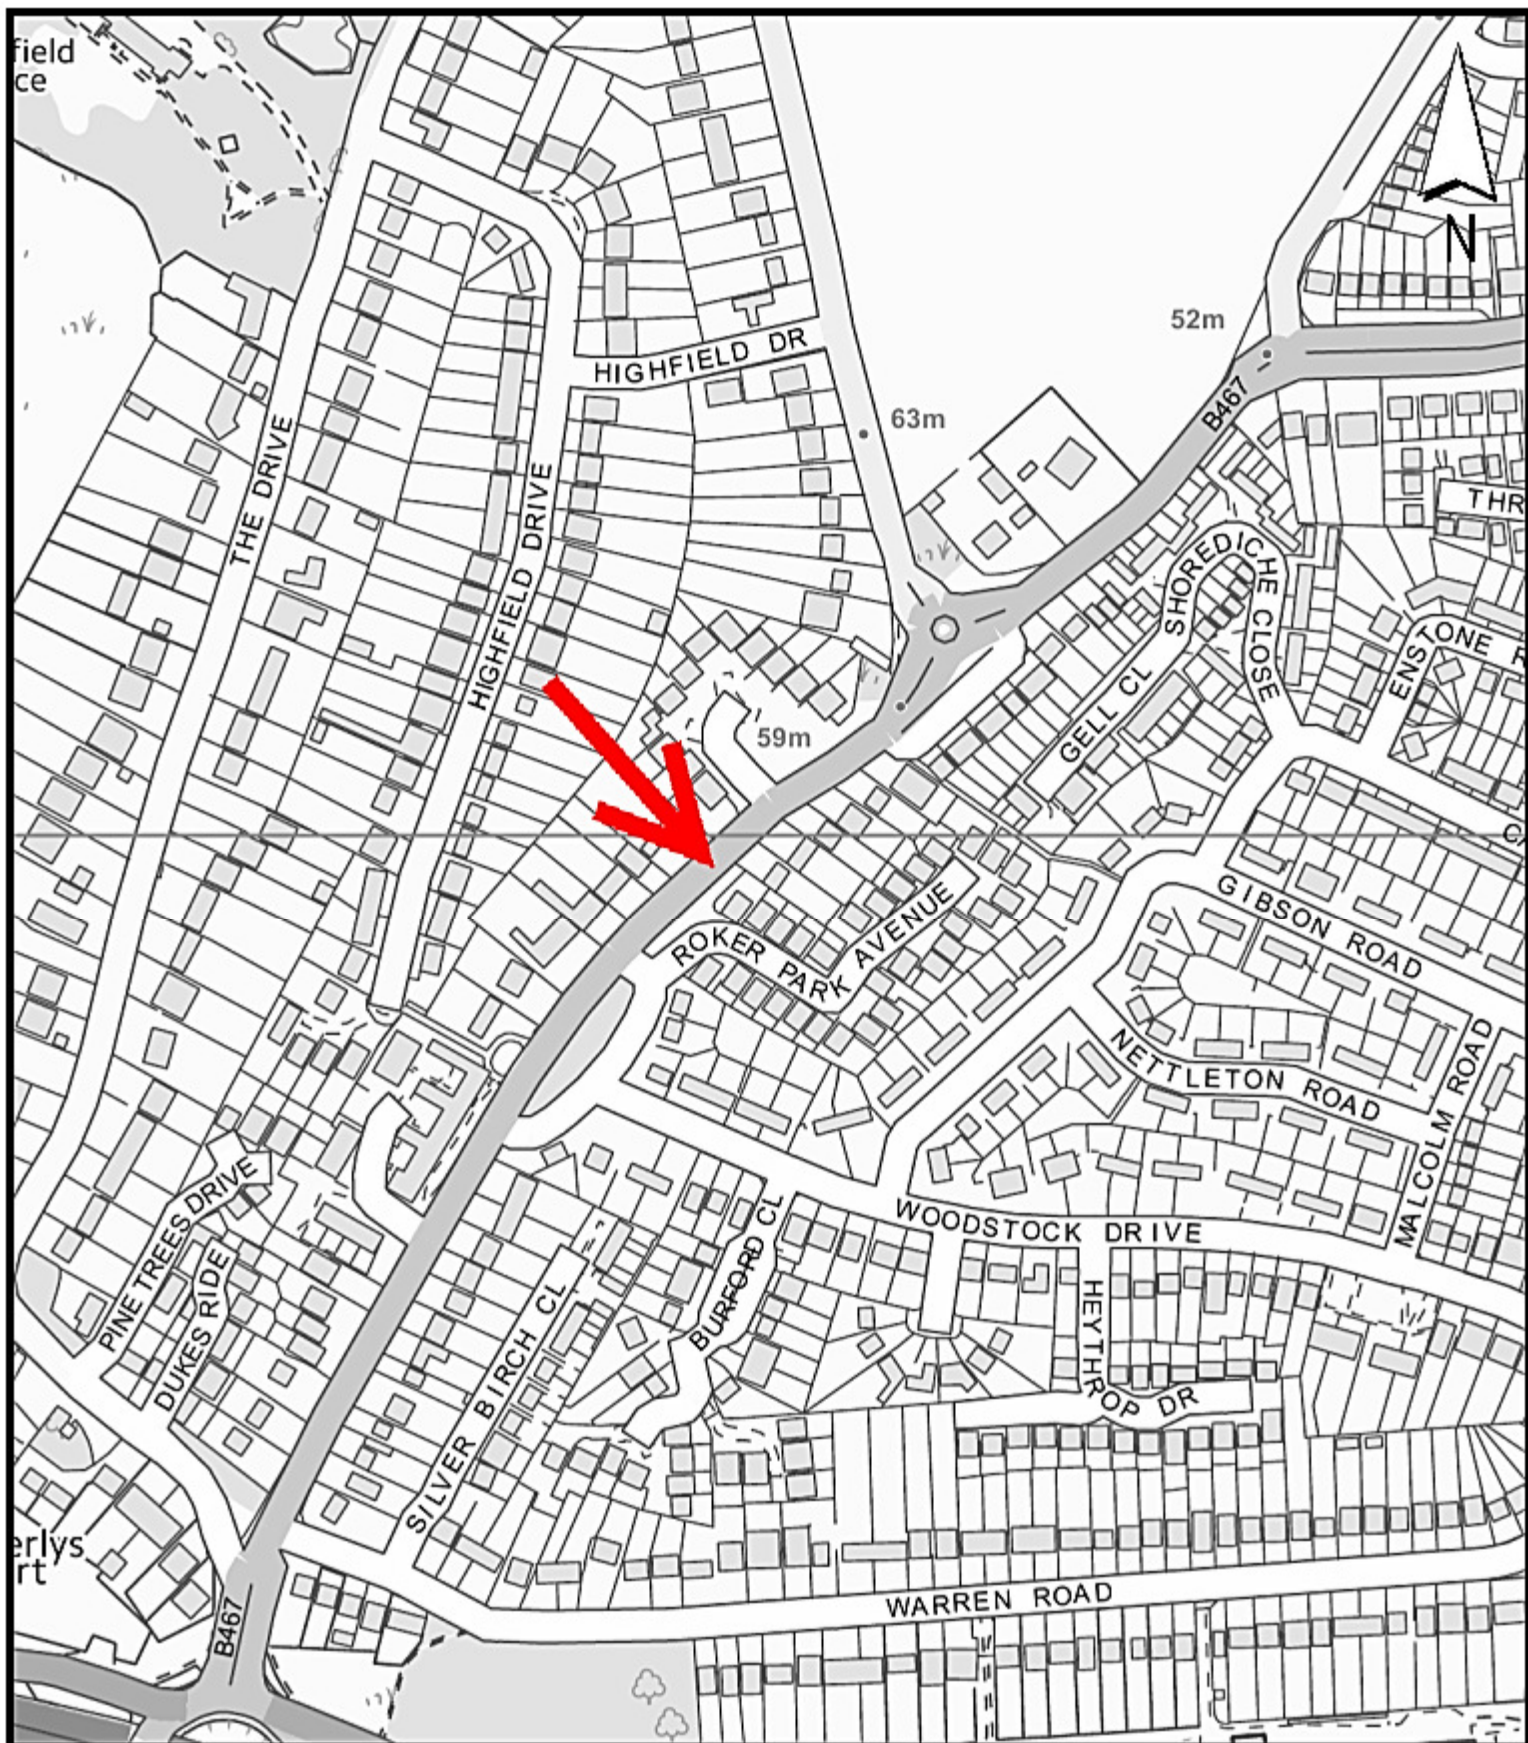 field
ce
N
52m
HIGHFIELD DR
B467
63m
THE DRIVE
HIGHFIELD DRIVE
THR
SHOREDICHE CLOSE
ENSTONE R
GELL CL
59m
GIBSON ROAD
ROKER PARK AVENUE
NETTLETON ROAD
MALCOLM ROAD
PINE TREES DRIVE
WOODSTOCK DRIVE
BURFORD CL
DUKES RIDE
SILVER BIRCH CL
HEYTHROP DR
erlys
rt
WARREN ROAD
B467